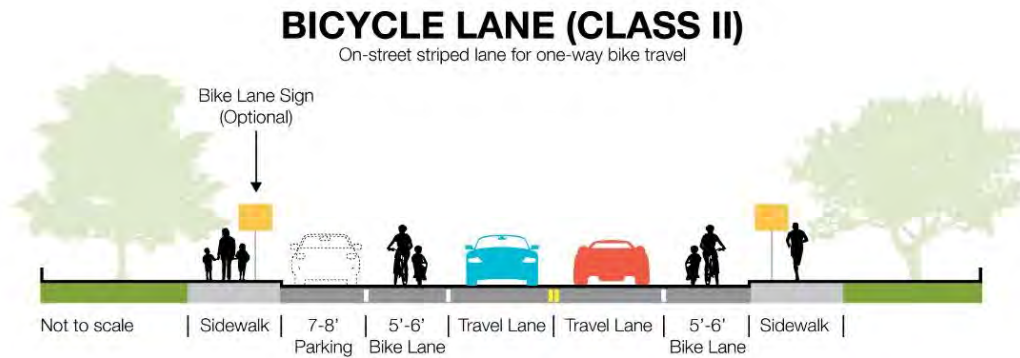 BICYCLE LANE (CLASS II)
On-street striped lane for one-way bike travel
Bike Lane Sign
(Optional)
Not to scale
Sidewalk
7-8'
Parking
5'-6'
Bike Lane
Travel Lane
Travel Lane
5'-6'
Bike Lane
Sidewalk